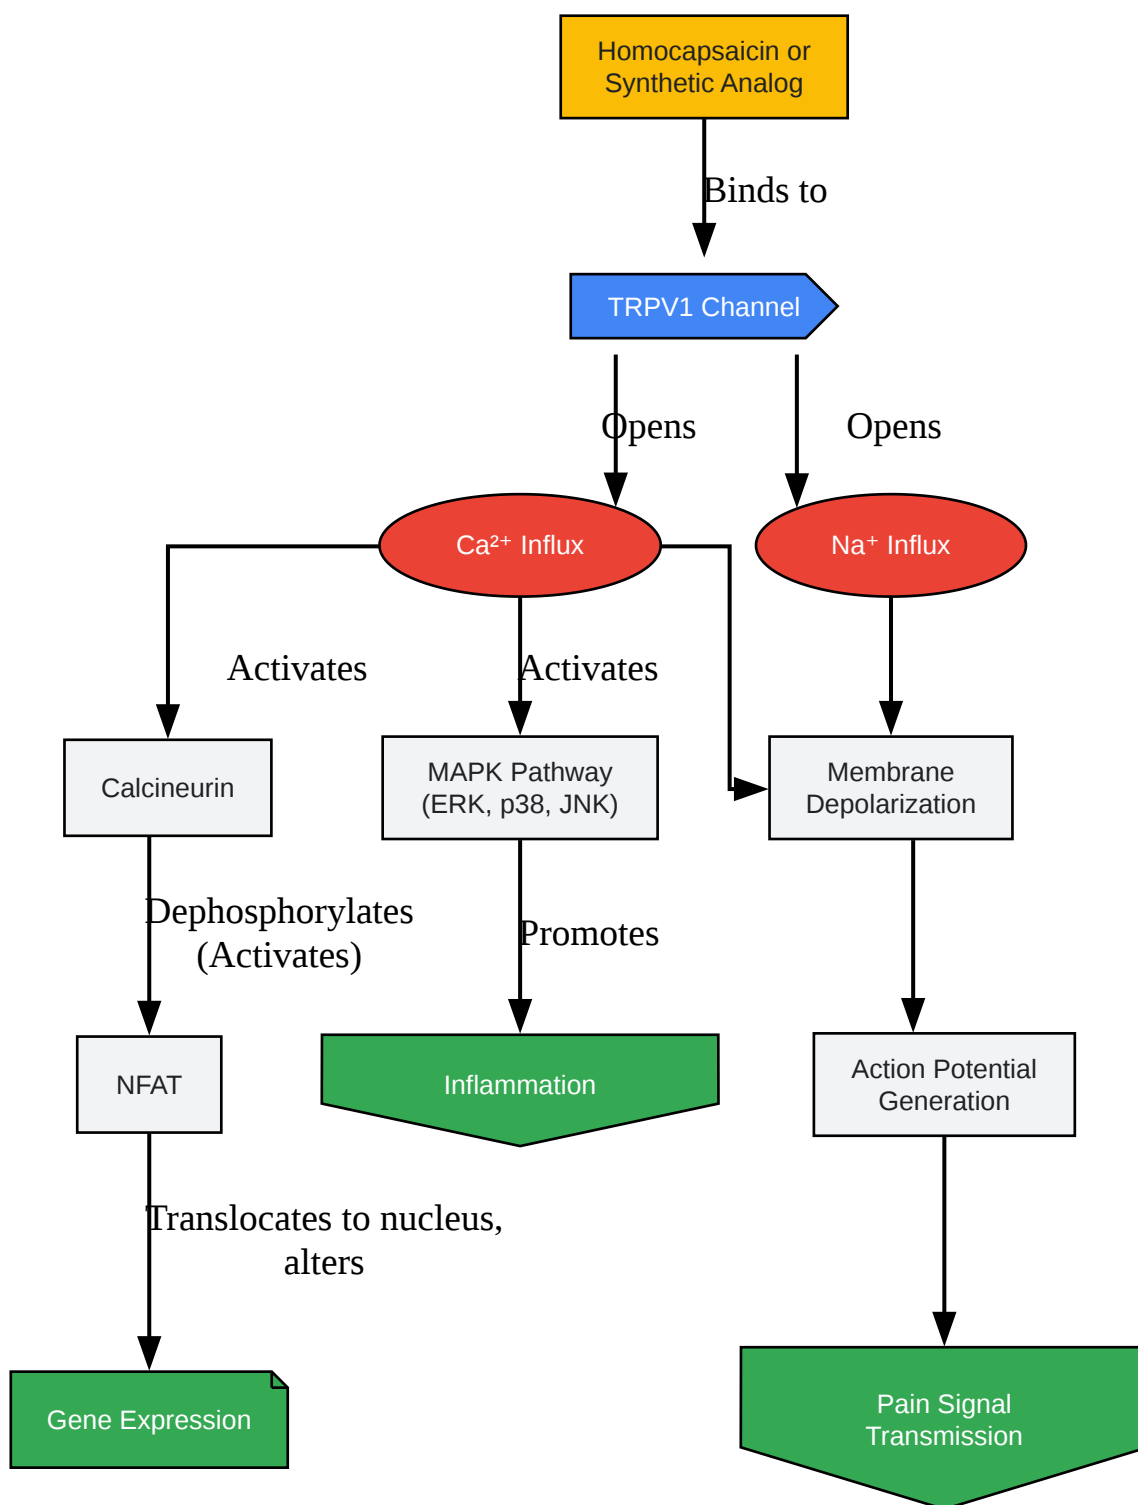 Homocapsaicin or
Synthetic Analog
Binds to
TRPV1 Channel
Opens
Opens
Ca²⁺ Influx
Na⁺ Influx
Activates
Activates
Calcineurin
MAPK Pathway
(ERK, p38, JNK)
Membrane
Depolarization
Dephosphorylates
(Activates)
Promotes
NFAT
Inflammation
Action Potential
Generation
Translocates to nucleus,
alters
Gene Expression
Pain Signal
Transmission